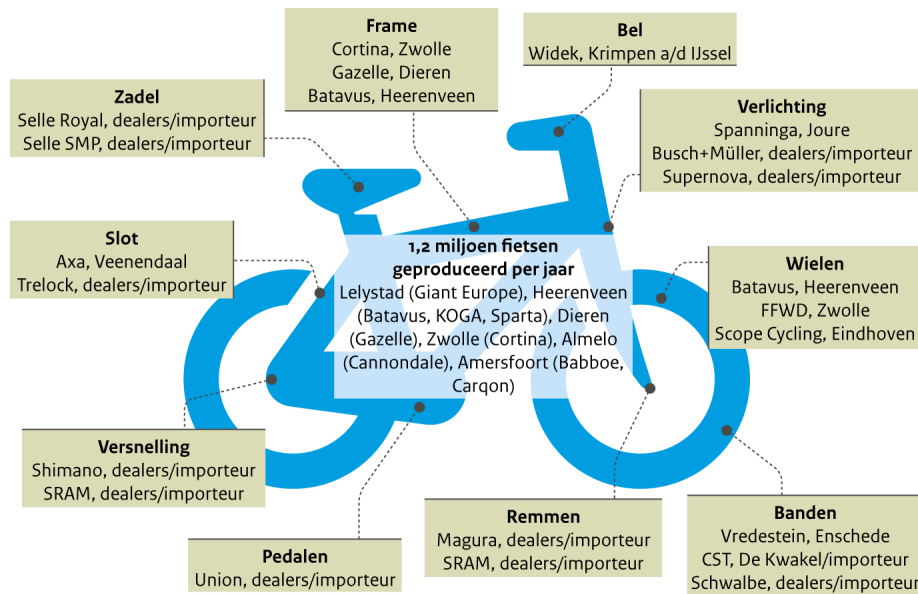 Frame
Cortina, Zwolle
Gazelle, Dieren
Batavus, Heerenveen
Bel
Widek, Krimpen a/d IJssel
Zadel
Selle Royal, dealers/importeur
Selle SMP, dealers/importeur
Verlichting
Spanninga, Joure
Busch+Müller, dealers/importeur
Supernova, dealers/importeur
Slot
Axa, Veenendaal
Trelock, dealers/importeur
1,2 miljoen fietsen
geproduceerd per jaar
Lelystad (Giant Europe), Heerenveen
(Batavus, KOGA, Sparta), Dieren
(Gazelle), Zwolle (Cortina), Almelo
(Cannondale), Amersfoort (Babboe,
Carqon)
Wielen
Batavus, Heerenveen
FFWD, Zwolle
Scope Cycling, Eindhoven
Versnelling
Shimano, dealers/importeur
SRAM, dealers/importeur
Pedalen
Union, dealers/importeur
Remmen
Magura, dealers/importeur
SRAM, dealers/importeur
Banden
Vredestein, Enschede
CST, De Kwakel/importeur
Schwalbe, dealers/importeur